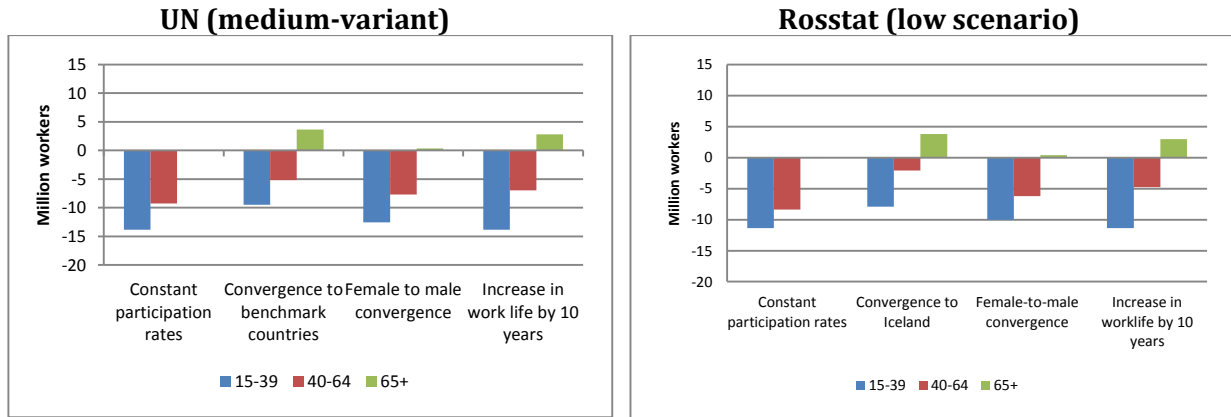 UN (medium-variant)
Million workers
15
10
5
0
-5
-10
-15
-20
Constant
participation
rates
Convergence to
benchmark
countries
Female to male
convergence
Increase in
work life by 10
years
15-39 40-64 65+
Rosstat (low scenario)
Million workers
15
10
5
0
-5
-10
-15
-20
Constant
participation rates
Convergence to
Iceland
Female-to-male
convergence
Increase in
worklife by 10
years
15-39 40-64 65+